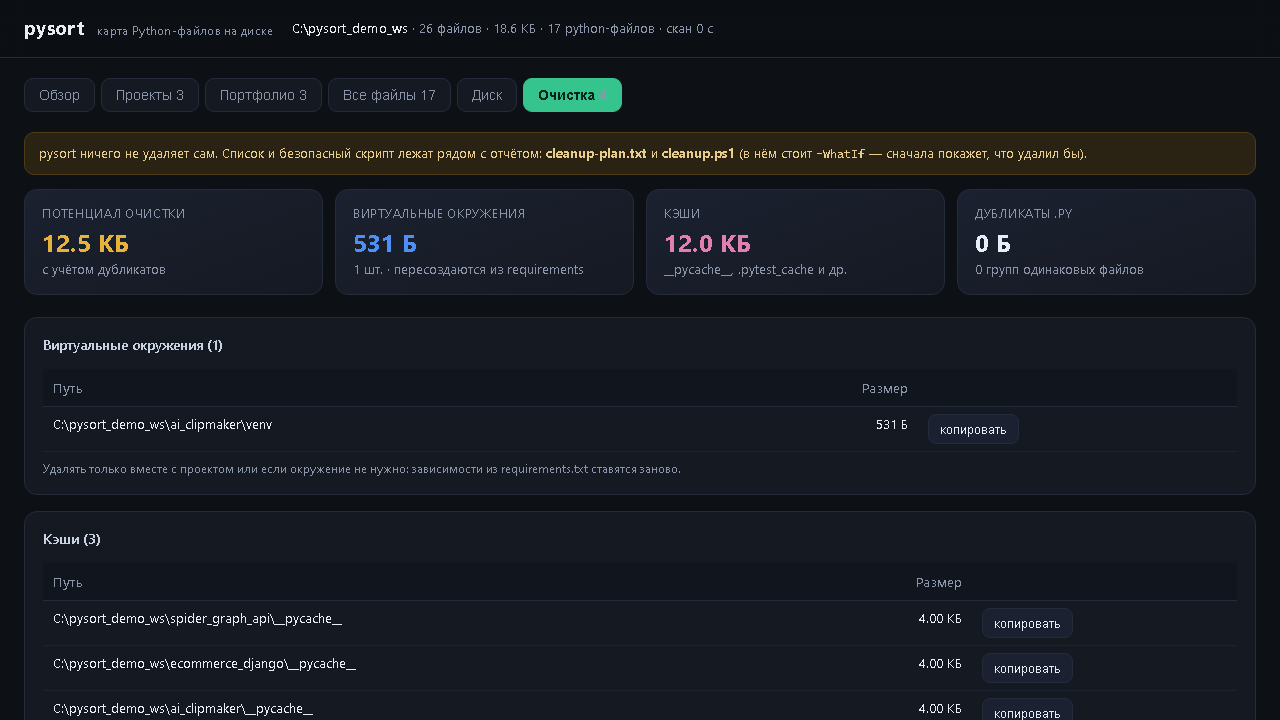 pysort карта Python-файлов на диске C:\pysort_demo_ws · 26 файлов · 18.6 КБ · 17 python-файлов · скан 0 с
Обзор Проекты 3 Портфолио 3 Все файлы 17 Диск Очистка 4
pysort ничего не удаляет сам. Список и безопасный скрипт лежат рядом с отчётом: cleanup-plan.txt и cleanup.ps1 (в нём стоит -WhatIf — сначала покажет, что удалил бы).
ПОТЕНЦИАЛ ОЧИСТКИ
12.5 КБ
с учётом дубликатов
ВИРТУАЛЬНЫЕ ОКРУЖЕНИЯ
531 Б
1 шт. · пересоздаются из requirements
КЭШИ
12.0 КБ
__pycache__, .pytest_cache и др.
ДУБЛИКАТЫ .PY
0 Б
0 групп одинаковых файлов
Виртуальные окружения (1)
Путь Размер
C:\pysort_demo_ws\ai_clipmaker\venv 531 Б копировать
Удалять только вместе с проектом или если окружение не нужно: зависимости из requirements.txt ставятся заново.
Кэши (3)
Путь Размер
C:\pysort_demo_ws\spider_graph_api\__pycache__ 4.00 КБ копировать
C:\pysort_demo_ws\ecommerce_django\__pycache__ 4.00 КБ копировать
C:\pysort_demo_ws\ai_clipmaker\__pycache__ 4.00 КБ копировать